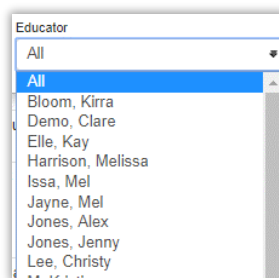 Educator
All
All
Bloom, Kirra
Demo, Clare
Elle, Kay
Harrison, Melissa
Issa, Mel
Jayne, Mel
Jones, Alex
Jones, Jenny
Lee, Christy